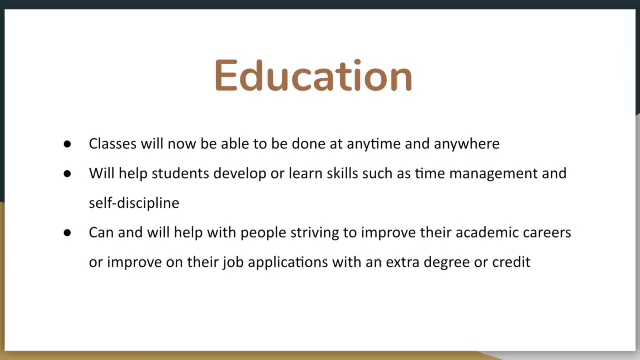 Education
● Classes will now be able to be done at anytime and anywhere
● Will help students develop or learn skills such as time management and
self-discipline
● Can and will help with people striving to improve their academic careers
or improve on their job applications with an extra degree or credit